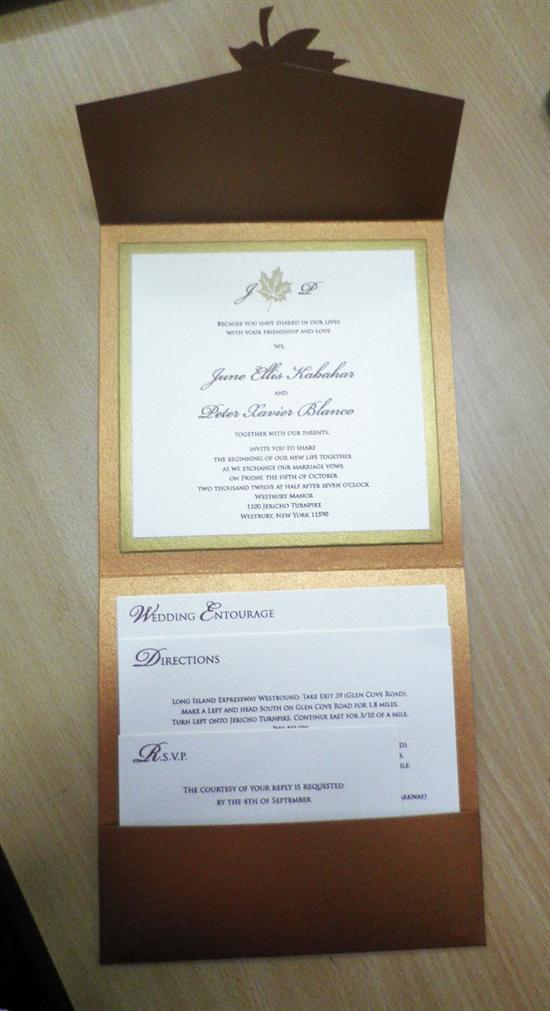 J P
BECAUSE YOU HAVE SHARED IN OUR LIVES
WITH YOUR FRIENDSHIP AND LOVE
WE,
June Ellis Kabahar
AND
Peter Xavier Blanco
TOGETHER WITH OUR PARENTS,
INVITE YOU TO SHARE
THE BEGINNING OF OUR NEW LIFE TOGETHER
AS WE EXCHANGE OUR MARRIAGE VOWS
ON FRIDAY, THE FIFTH OF OCTOBER
TWO THOUSAND TWELVE AT HALF AFTER SEVEN O'CLOCK
WESTBURY MANOR
1100 JERICHO TURNPIKE
WESTBURY, NEW YORK 11590
WEDDING ENTOURAGE
DIRECTIONS
LONG ISLAND EXPRESSWAY WESTBOUND: TAKE EXIT 39 (GLEN COVE ROAD).
MAKE A LEFT AND HEAD SOUTH ON GLEN COVE ROAD FOR 1.8 MILES.
TURN LEFT ONTO JERICHO TURNPIKE. CONTINUE EAST FOR 3/10 OF A MILE.
R.S.V.P.
THE COURTESY OF YOUR REPLY IS REQUESTED
BY THE 4TH OF SEPTEMBER